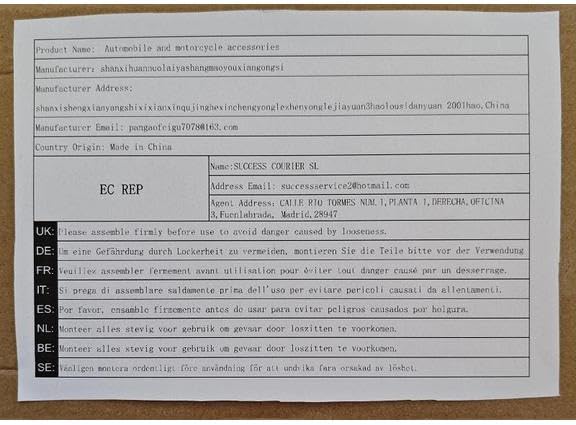 Product Name: Automobile and motorcycle accessories
Manufacturer: shanxihuannuolaiyashangmaoyouxiangongsi
Manufacturer Address:
shanxishengxianyangshixixianxinqujinghexinchengyonglezhenyonglejiayuan3haolousidanyuan 2001hao,China
Manufacturer Email: pangaofeigu7078@163.com
Country Origin: Made in China
EC REP
Name:SUCCESS COURIER SL
Address Email: successservice2@hotmail.com
Agent Address: CALLE RIO TORMES NUM.1,PLANTA 1,DERECHA,OFICINA
3,Fuenlabrada, Madrid,28947
UK: Please assemble firmly before use to avoid danger caused by looseness.
DE: Um eine Gefährdung durch Lockerheit zu vermeiden, montieren Sie die Teile bitte vor der Verwendung
FR: Veuillez assembler fermement avant utilisation pour éviter tout danger causé par un desserrage.
IT: Si prega di assemblare saldamente prima dell'uso per evitare pericoli causati da allentamenti.
ES: Por favor, ensamble firmemente antes de usar para evitar peligros causados por holgura.
NL: Monteer alles stevig voor gebruik om gevaar door loszitten te voorkomen.
BE: Monteer alles stevig voor gebruik om gevaar door loszitten te voorkomen.
SE: Vänligen montera ordentligt före användning för att undvika fara orsakad av löshet.